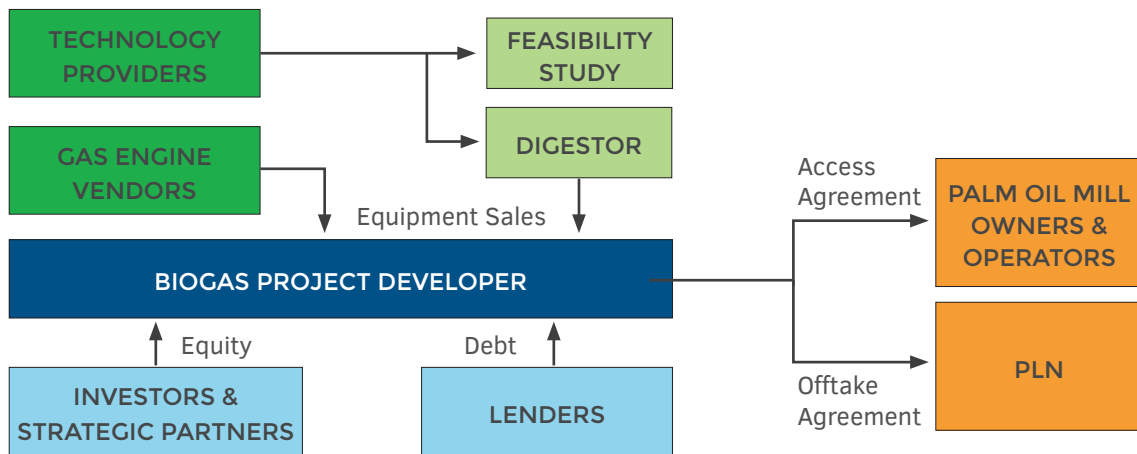 TECHNOLOGY
PROVIDERS
FEASIBILITY
STUDY
GAS ENGINE
VENDORS
DIGESTOR
Equipment Sales
BIOGAS PROJECT DEVELOPER
Access
Agreement
PALM OIL MILL
OWNERS &
OPERATORS
Equity
Debt
INVESTORS &
STRATEGIC PARTNERS
LENDERS
Offtake
Agreement
PLN